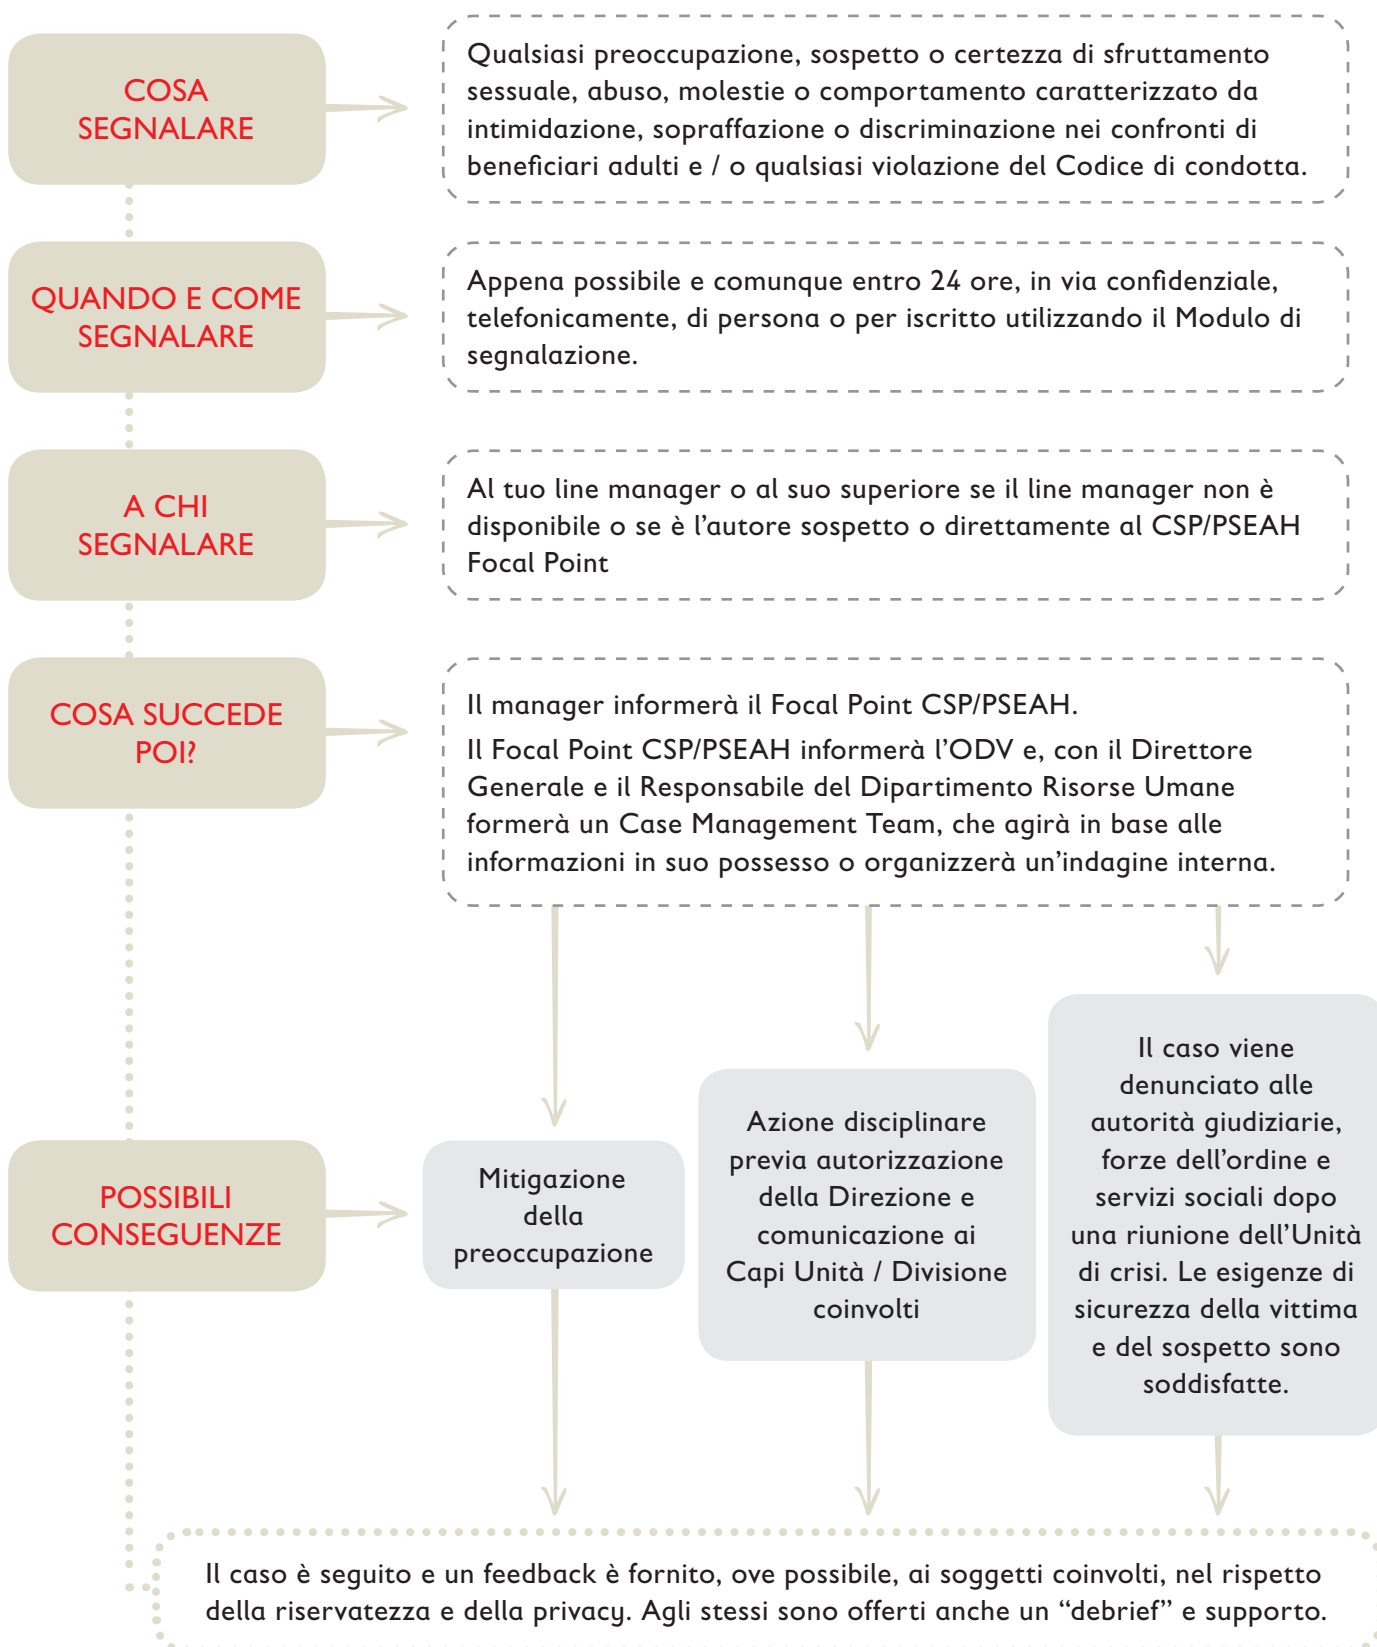 COSA
SEGNALARE
Qualsiasi preoccupazione, sospetto o certezza di sfruttamento
sessuale, abuso, molestie o comportamento caratterizzato da
intimidazione, sopraffazione o discriminazione nei confronti di
beneficiari adulti e / o qualsiasi violazione del Codice di condotta.
QUANDO E COME
SEGNALARE
Appena possibile e comunque entro 24 ore, in via confidenziale,
telefonicamente, di persona o per iscritto utilizzando il Modulo di
segnalazione.
A CHI
SEGNALARE
Al tuo line manager o al suo superiore se il line manager non è
disponibile o se è l’autore sospetto o direttamente al CSP/PSEAH
Focal Point
COSA SUCCEDE
POI?
Il manager informerà il Focal Point CSP/PSEAH.
Il Focal Point CSP/PSEAH informerà l’ODV e, con il Direttore
Generale e il Responsabile del Dipartimento Risorse Umane
formerà un Case Management Team, che agirà in base alle
informazioni in suo possesso o organizzerà un’indagine interna.
POSSIBILI
CONSEGUENZE
Mitigazione
della
preoccupazione
Azione disciplinare
previa autorizzazione
della Direzione e
comunicazione ai
Capi Unità / Divisione
coinvolti
Il caso viene
denunciato alle
autorità giudiziarie,
forze dell’ordine e
servizi sociali dopo
una riunione dell’Unità
di crisi. Le esigenze di
sicurezza della vittima
e del sospetto sono
soddisfatte.
Il caso è seguito e un feedback è fornito, ove possibile, ai soggetti coinvolti, nel rispetto
della riservatezza e della privacy. Agli stessi sono offerti anche un “debrief” e supporto.